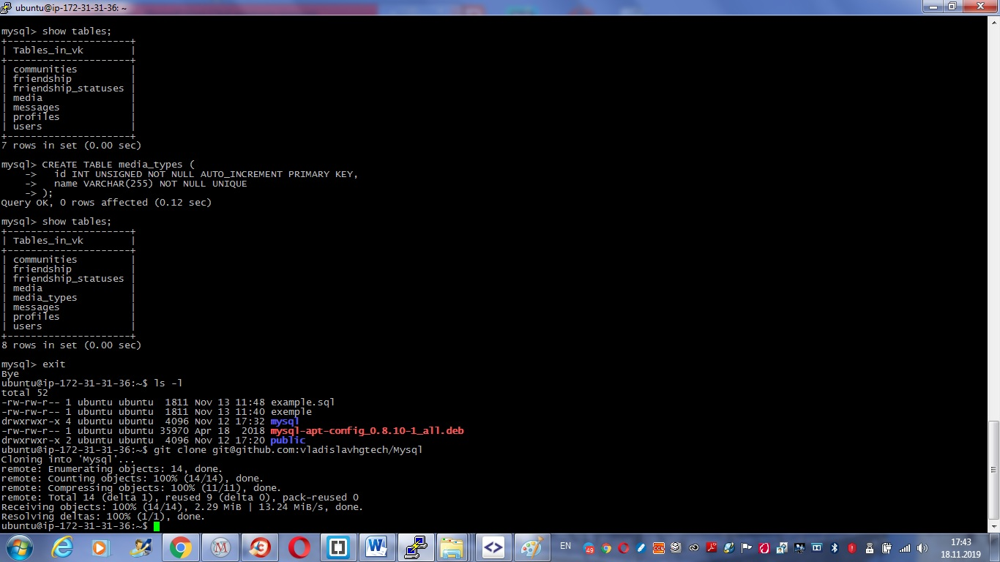 ubuntu@ip-172-31-31-36: ~
mysql> show tables;
+---------------------+
| Tables_in_vk        |
+---------------------+
| communities         |
| friendship          |
| friendship_statuses |
| media               |
| messages            |
| profiles            |
| users               |
+---------------------+
7 rows in set (0.00 sec)
mysql> CREATE TABLE media_types (
    ->   id INT UNSIGNED NOT NULL AUTO_INCREMENT PRIMARY KEY,
    ->   name VARCHAR(255) NOT NULL UNIQUE
    -> );
Query OK, 0 rows affected (0.12 sec)
mysql> show tables;
+---------------------+
| Tables_in_vk        |
+---------------------+
| communities         |
| friendship          |
| friendship_statuses |
| media               |
| media_types         |
| messages            |
| profiles            |
| users               |
+---------------------+
8 rows in set (0.00 sec)
mysql> exit
Bye
ubuntu@ip-172-31-31-36:~$ ls -l
total 52
-rw-rw-r-- 1 ubuntu ubuntu  1811 Nov 13 11:48 example.sql
-rw-rw-r-- 1 ubuntu ubuntu  1811 Nov 13 11:40 exemple
drwxrwxr-x 4 ubuntu ubuntu  4096 Nov 12 17:32 mysql
-rw-rw-r-- 1 ubuntu ubuntu 35970 Apr 18  2018 mysql-apt-config_0.8.10-1_all.deb
drwxrwxr-x 2 ubuntu ubuntu  4096 Nov 12 17:20 public
ubuntu@ip-172-31-31-36:~$ git clone git@github.com:vladislavhgtech/Mysql
Cloning into 'Mysql'...
remote: Enumerating objects: 14, done.
remote: Counting objects: 100% (14/14), done.
remote: Compressing objects: 100% (11/11), done.
remote: Total 14 (delta 1), reused 9 (delta 0), pack-reused 0
Receiving objects: 100% (14/14), 2.29 MiB | 13.24 MiB/s, done.
Resolving deltas: 100% (1/1), done.
ubuntu@ip-172-31-31-36:~$
EN
49
CCN
17:43
18.11.2019